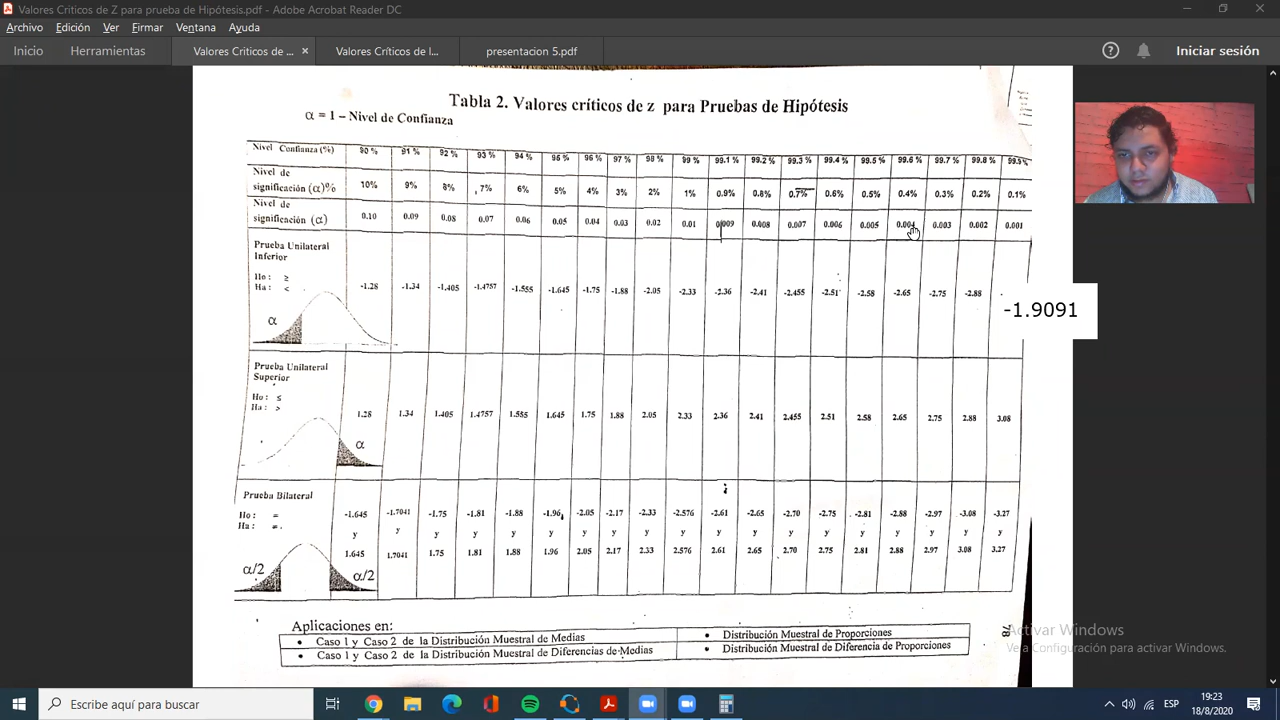 Valores Críticos de Z para prueba de Hipótesis.pdf - Adobe Acrobat Reader DC
Archivo Edición Ver Firmar Ventana Ayuda
Inicio Herramientas Valores Críticos de ... × Valores Críticos de l... presentacion 5.pdf Iniciar sesión
Tabla 2. Valores críticos de z para Pruebas de Hipótesis
α = 1 – Nivel de Confianza
Nivel Confianza (%) 90 % 91 % 92 % 93 % 94 % 95 % 96 % 97 % 98 % 99 % 99.1 % 99.2 % 99.3 % 99.4 % 99.5 % 99.6 % 99.7 % 99.8 % 99.9%
Nivel de
significación (α)% 10% 9% 8% 7% 6% 5% 4% 3% 2% 1% 0.9% 0.8% 0.7% 0.6% 0.5% 0.4% 0.3% 0.2% 0.1%
Nivel de
significación (α) 0.10 0.09 0.08 0.07 0.06 0.05 0.04 0.03 0.02 0.01 0.009 0.008 0.007 0.006 0.005 0.004 0.003 0.002 0.001
Prueba Unilateral
Inferior
Ho : ≥
Ha : < -1.28 -1.34 -1.405 -1.4757 -1.555 -1.645 -1.75 -1.88 -2.05 -2.33 -2.36 -2.41 -2.455 -2.51 -2.58 -2.65 -2.75 -2.88
-1.9091
α
Prueba Unilateral
Superior
Ho : ≤
Ha : > 1.28 1.34 1.405 1.4757 1.555 1.645 1.75 1.88 2.05 2.33 2.36 2.41 2.455 2.51 2.58 2.65 2.75 2.88 3.08
α
Prueba Bilateral
Ho : = -1.645 -1.7041 -1.75 -1.81 -1.88 -1.96 -2.05 -2.17 -2.33 -2.576 -2.61 -2.65 -2.70 -2.75 -2.81 -2.88 -2.97 -3.08 -3.27
Ha : y y y y y y y y y y y y y y y y y y y
1.645 1.7041 1.75 1.81 1.88 1.96 2.05 2.17 2.33 2.576 2.61 2.65 2.70 2.75 2.81 2.88 2.97 3.08 3.27
α/2 α/2
Aplicaciones en:
• Caso 1 y Caso 2 de la Distribución Muestral de Medias • Distribución Muestral de Proporciones
• Caso 1 y Caso 2 de la Distribución Muestral de Diferencias de Medias • Distribución Muestral de Diferencia de Proporciones
78
Activar Windows
Ve a Configuración para activar Windows.
Escribe aquí para buscar
ESP
19:23
18/8/2020